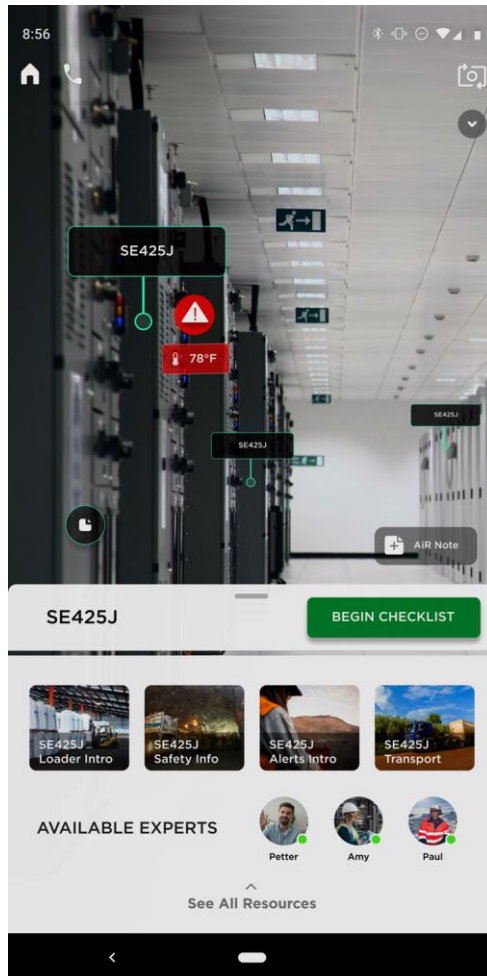 8:56
SE425J
78°F
SE425J
SE425J
AiR Note
SE425J
BEGIN CHECKLIST
SE425J
Loader Intro
SE425J
Safety Info
SE425J
Alerts Intro
SE425J
Transport
AVAILABLE EXPERTS
Petter
Amy
Paul
See All Resources